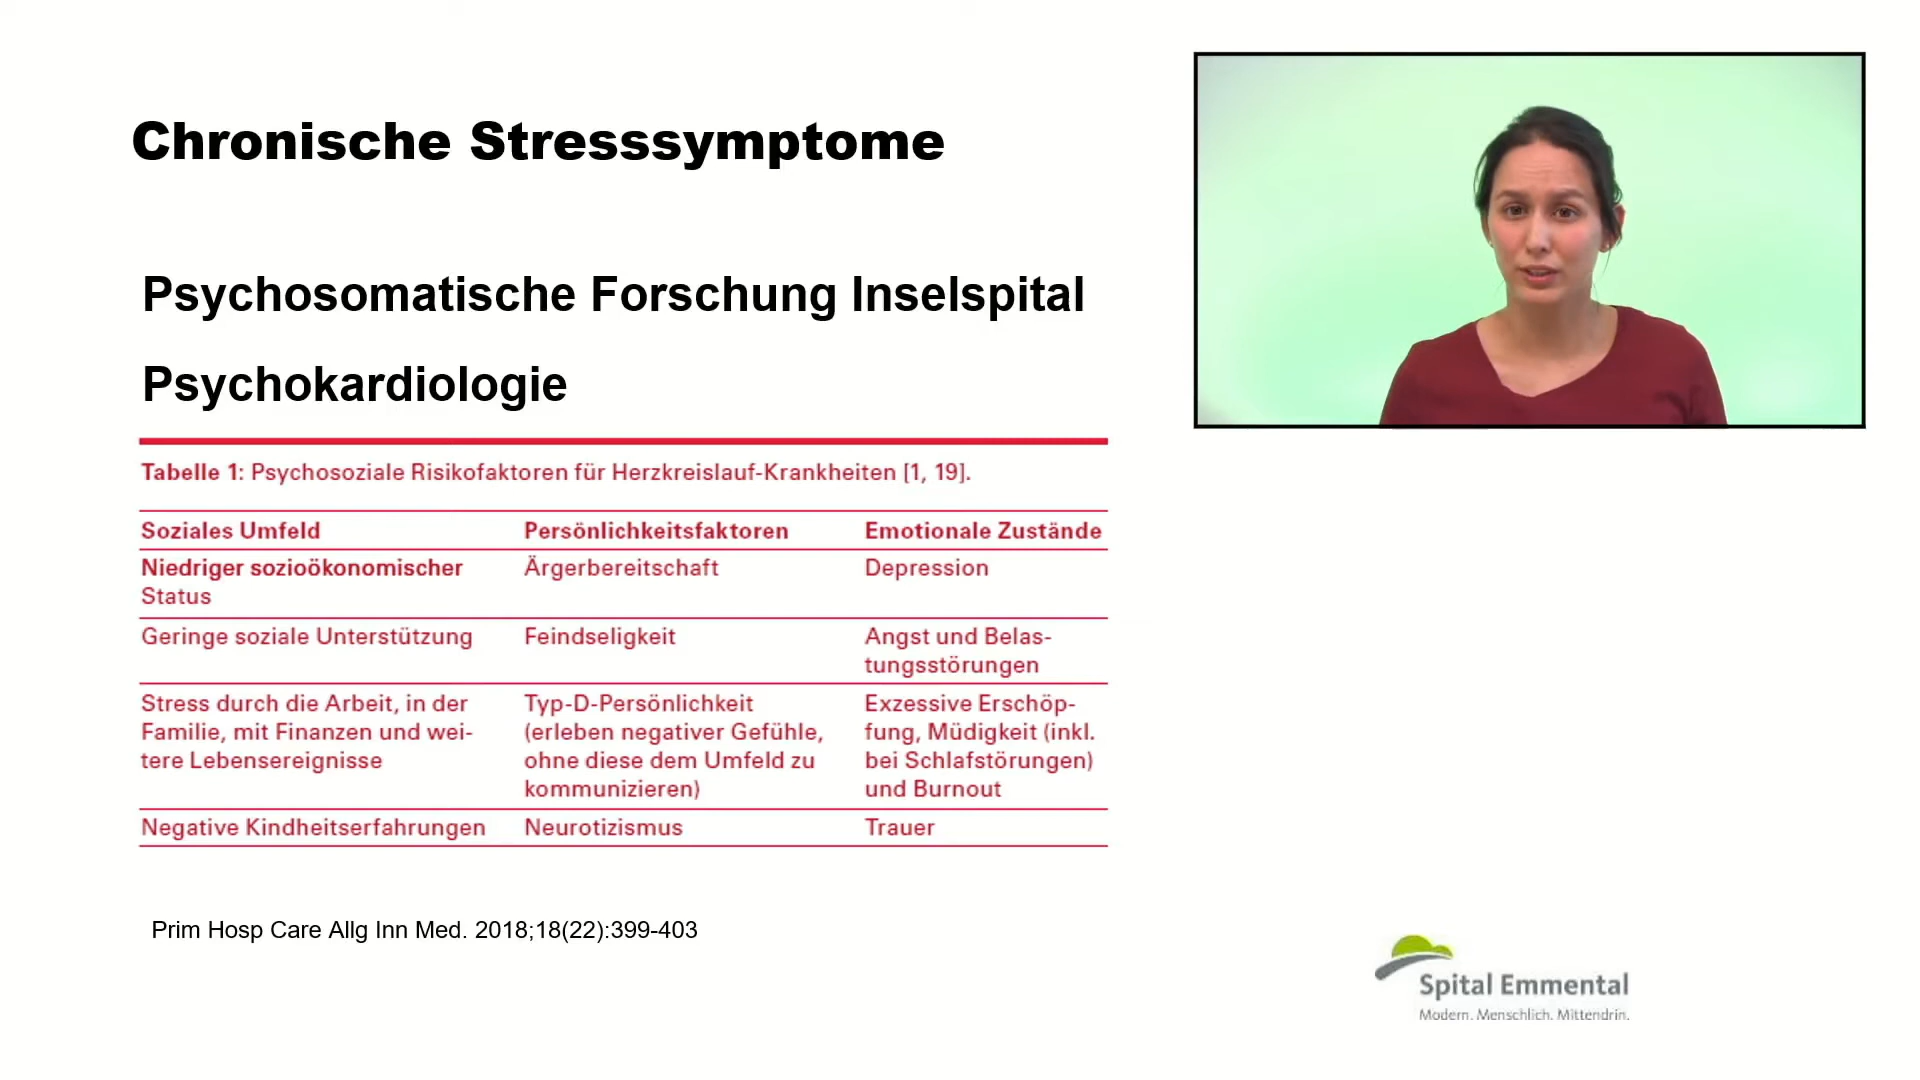 Chronische Stresssymptome
Psychosomatische Forschung Inselspital
Psychokardiologie
Tabelle 1: Psychosoziale Risikofaktoren für Herzkreislauf-Krankheiten [1, 19].
Soziales Umfeld Persönlichkeitsfaktoren Emotionale Zustände
Niedriger sozioökonomischer Ärgerbereitschaft Depression
Status
Geringe soziale Unterstützung Feindseligkeit Angst und Belas-
tungsstörungen
Stress durch die Arbeit, in der Typ-D-Persönlichkeit Exzessive Erschöp-
Familie, mit Finanzen und wei- (erleben negativer Gefühle, fung, Müdigkeit (inkl.
tere Lebensereignisse ohne diese dem Umfeld zu bei Schlafstörungen)
kommunizieren) und Burnout
Negative Kindheitserfahrungen Neurotizismus Trauer
Prim Hosp Care Allg Inn Med. 2018;18(22):399-403
Spital Emmental
Modern. Menschlich. Mittendrin.